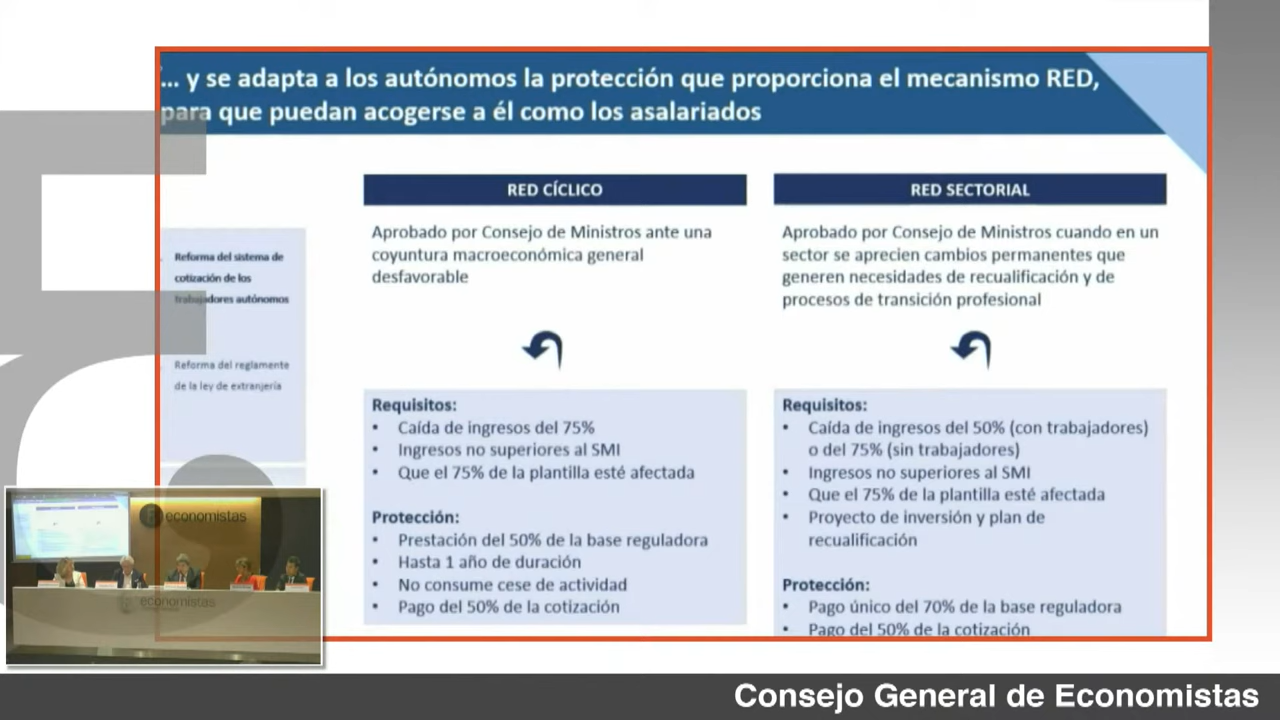 ... y se adapta a los autónomos la protección que proporciona el mecanismo RED,
para que puedan acogerse a él como los asalariados
RED CÍCLICO
Aprobado por Consejo de Ministros ante una
coyuntura macroeconómica general
desfavorable
RED SECTORIAL
Aprobado por Consejo de Ministros cuando en un
sector se aprecien cambios permanentes que
generen necesidades de recualificación y de
procesos de transición profesional
Reforma del sistema de
cotización de los
trabajadores autónomos
Reforma del reglamente
de la ley de extranjería
Requisitos:
• Caída de ingresos del 75%
• Ingresos no superiores al SMI
• Que el 75% de la plantilla esté afectada
Protección:
• Prestación del 50% de la base reguladora
• Hasta 1 año de duración
• No consume cese de actividad
• Pago del 50% de la cotización
Requisitos:
• Caída de ingresos del 50% (con trabajadores)
o del 75% (sin trabajadores)
• Ingresos no superiores al SMI
• Que el 75% de la plantilla esté afectada
• Proyecto de inversión y plan de
recualificación
Protección:
• Pago único del 70% de la base reguladora
• Pago del 50% de la cotización
economistas
economistas
Consejo General de Economistas